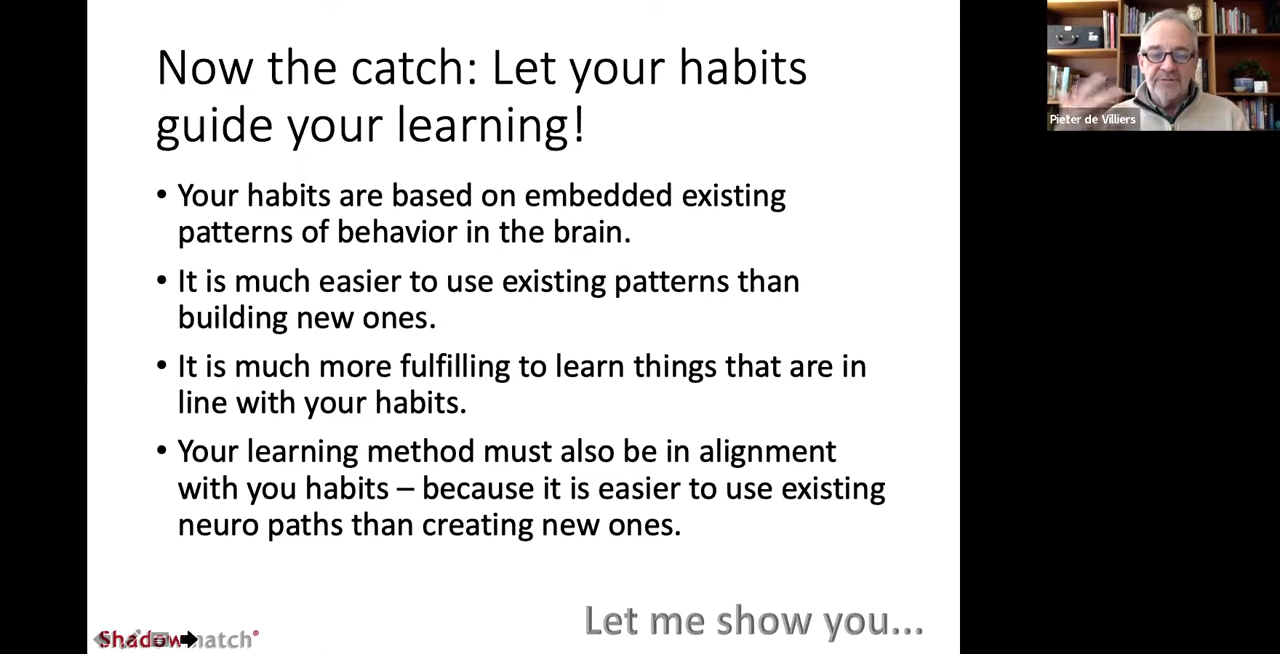 Now the catch: Let your habits
guide your learning!
• Your habits are based on embedded existing
patterns of behavior in the brain.
• It is much easier to use existing patterns than
building new ones.
• It is much more fulfilling to learn things that are in
line with your habits.
• Your learning method must also be in alignment
with you habits – because it is easier to use existing
neuro paths than creating new ones.
Let me show you...
Shadowmatch®
Pieter de Villiers